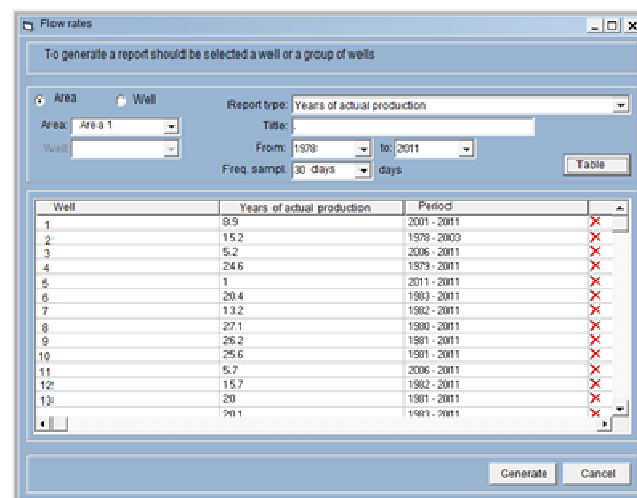 Flow rates
To generate a report should be selected a well or a group of wells
Area Well Report type: Years of actual production
Area: Area 1 Title: .
Well: From: 1978 to: 2011
Freq. sampl. 30 days days Table
Well Years of actual production Period
1 8.9 2001 - 2011
2 15.2 1978 - 2003
3 5.2 2006 - 2011
4 24.6 1979 - 2011
5 1 2011 - 2011
6 20.4 1983 - 2011
7 13.2 1982 - 2011
8 27.1 1980 - 2011
9 26.2 1981 - 2011
10 25.6 1981 - 2011
11 5.7 2006 - 2011
12 15.7 1982 - 2011
13 20 1981 - 2011
20.1 1983 - 2011
Generate Cancel